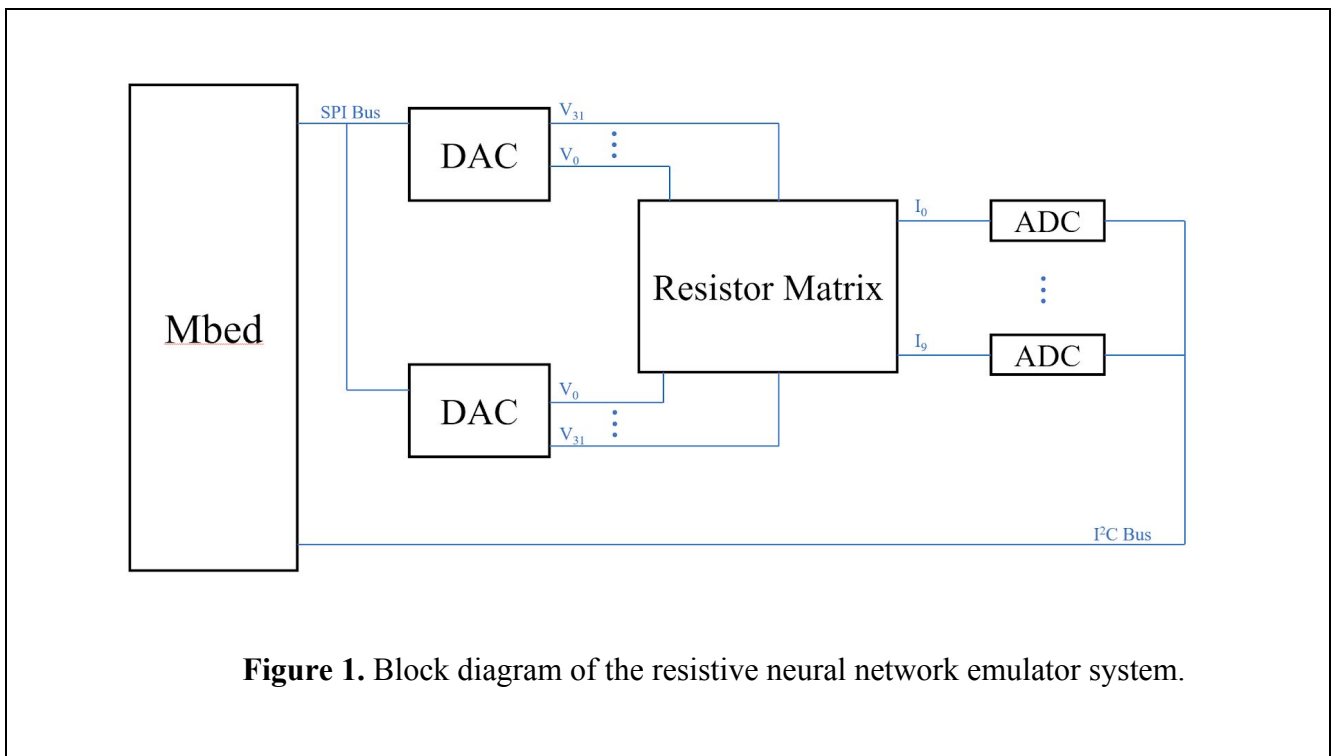 SPI Bus
V31
DAC
V0
Mbed
Resistor Matrix
I0
ADC
I9
ADC
DAC
V0
V31
I²C Bus
Figure 1. Block diagram of the resistive neural network emulator system.